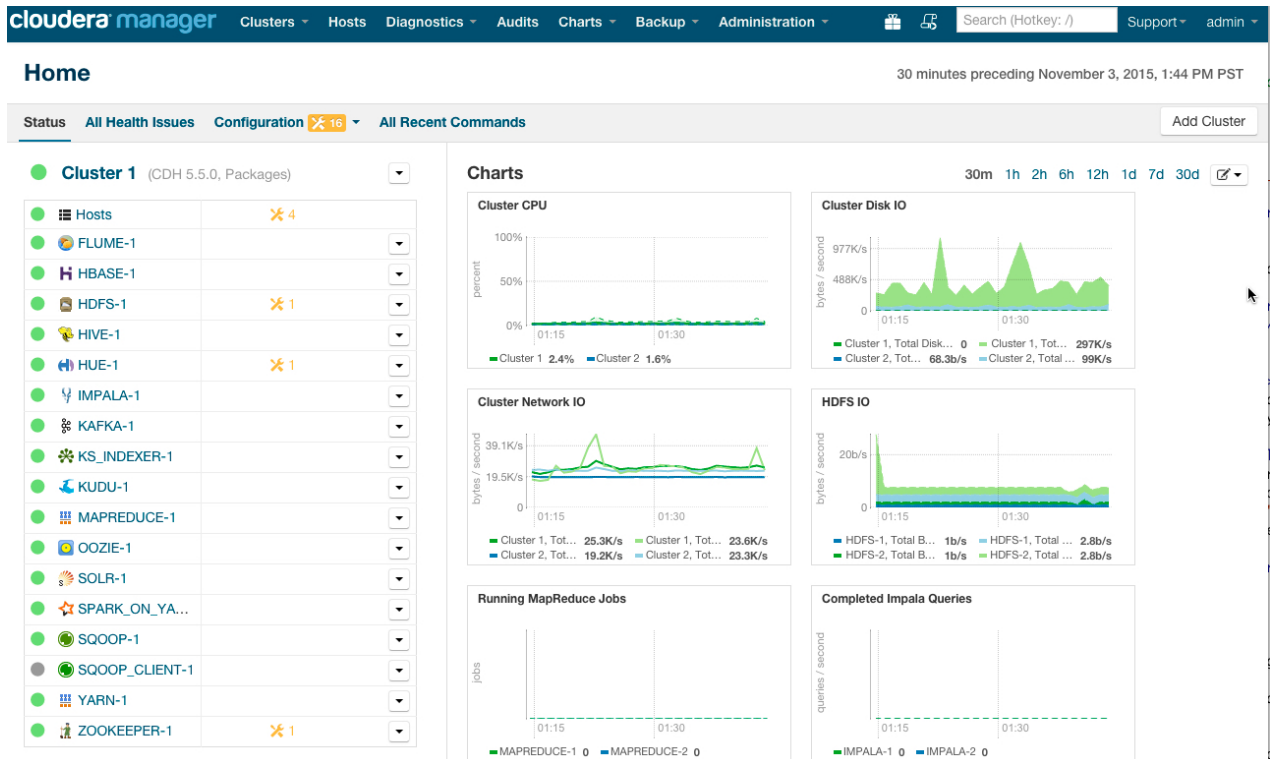 cloudera manager Clusters Hosts Diagnostics Audits Charts Backup Administration Search (Hotkey: /) Support admin
Home
30 minutes preceding November 3, 2015, 1:44 PM PST
Status All Health Issues Configuration 16 All Recent Commands Add Cluster
Cluster 1 (CDH 5.5.0, Packages)
Hosts 4
FLUME-1
HBASE-1
HDFS-1 1
HIVE-1
HUE-1 1
IMPALA-1
KAFKA-1
KS_INDEXER-1
KUDU-1
MAPREDUCE-1
OOZIE-1
SOLR-1
SPARK_ON_YA...
SQOOP-1
SQOOP_CLIENT-1
YARN-1
ZOOKEEPER-1 1
Charts 30m 1h 2h 6h 12h 1d 7d 30d
Cluster CPU
percent
100%
50%
0%
01:15 01:30
Cluster 1 2.4% Cluster 2 1.6%
Cluster Disk IO
bytes / second
977K/s
488K/s
0
01:15 01:30
Cluster 1, Total Disk... 0 Cluster 1, Tot... 297K/s
Cluster 2, Tot... 68.3b/s Cluster 2, Total ... 99K/s
Cluster Network IO
bytes / second
39.1K/s
19.5K/s
0
01:15 01:30
Cluster 1, Tot... 25.3K/s Cluster 1, Tot... 23.6K/s
Cluster 2, Tot... 19.2K/s Cluster 2, Tot... 23.3K/s
HDFS IO
bytes / second
20b/s
0
01:15 01:30
HDFS-1, Total B... 1b/s HDFS-1, Total ... 2.8b/s
HDFS-2, Total B... 1b/s HDFS-2, Total ... 2.8b/s
Running MapReduce Jobs
jobs
01:15 01:30
MAPREDUCE-1 0 MAPREDUCE-2 0
Completed Impala Queries
queries / second
01:15 01:30
IMPALA-1 0 IMPALA-2 0